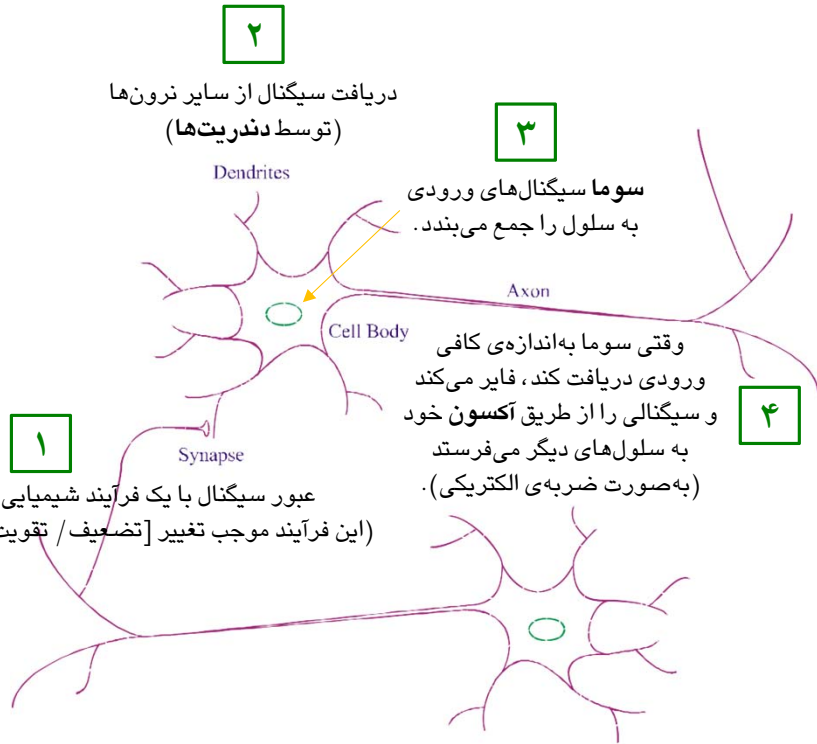 ۲
دریافت سیگنال از سایر نرون‌ها
(توسط دندریت‌ها)
Dendrites
۳
سوما سیگنال‌های ورودی
به سلول را جمع می‌بندد.
Axon
Cell Body
وقتی سوما به‌اندازه‌ی کافی
ورودی دریافت کند، فایر می‌کند
و سیگنالی را از طریق آکسون خود
به سلول‌های دیگر می‌فرستد
(به‌صورت ضربه‌ی الکتریکی).
۴
۱
Synapse
عبور سیگنال با یک فرآیند شیمیایی
(این فرآیند موجب تغییر [تضعیف/ تقویت